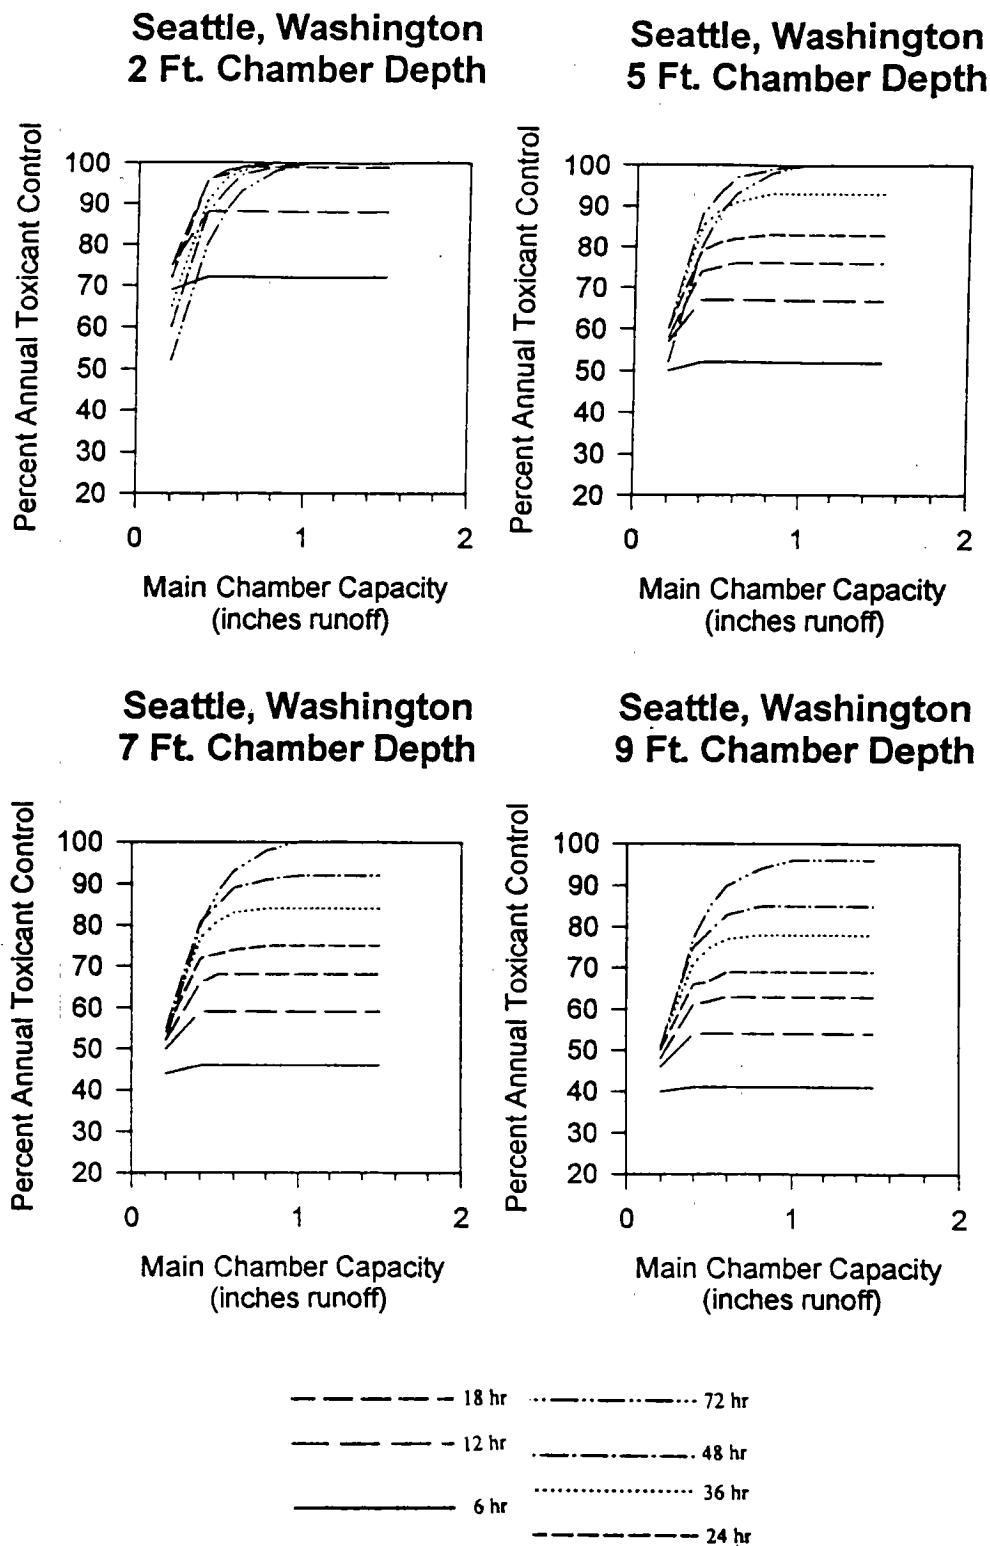 Seattle, Washington
2 Ft. Chamber Depth
Percent Annual Toxicant Control
100
90
80
70
60
50
40
30
20
0
1
2
Main Chamber Capacity
(inches runoff)
Seattle, Washington
5 Ft. Chamber Depth
Percent Annual Toxicant Control
100
90
80
70
60
50
40
30
20
0
1
2
Main Chamber Capacity
(inches runoff)
Seattle, Washington
7 Ft. Chamber Depth
Percent Annual Toxicant Control
100
90
80
70
60
50
40
30
20
0
1
2
Main Chamber Capacity
(inches runoff)
Seattle, Washington
9 Ft. Chamber Depth
Percent Annual Toxicant Control
100
90
80
70
60
50
40
30
20
0
1
2
Main Chamber Capacity
(inches runoff)
18 hr
12 hr
6 hr
72 hr
48 hr
36 hr
24 hr